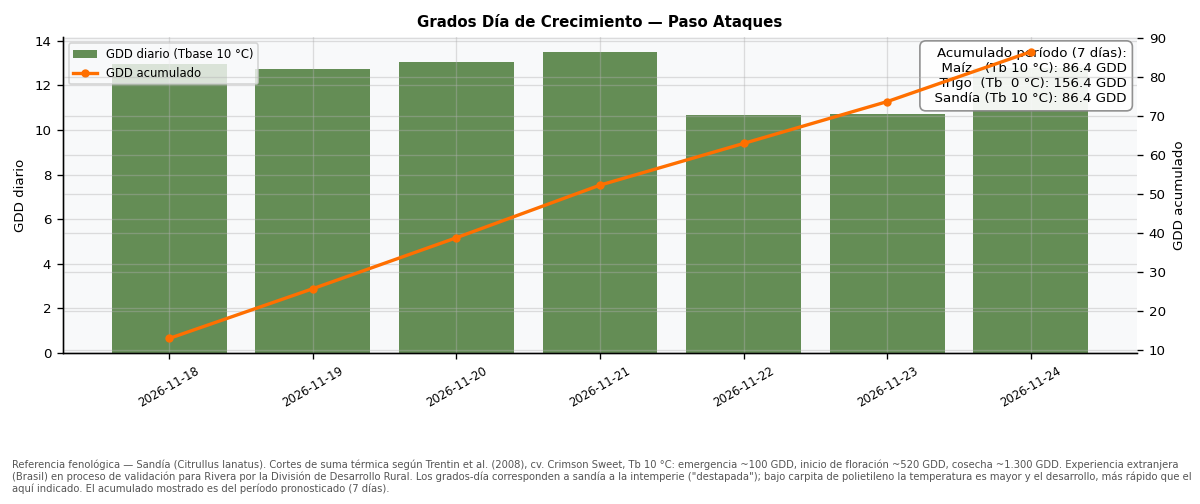 Grados Día de Crecimiento — Paso Ataques
GDD diario (Tbase 10 °C)
GDD acumulado
Acumulado período (7 días):
Maíz (Tb 10 °C): 86.4 GDD
Trigo (Tb 0 °C): 156.4 GDD
Sandía (Tb 10 °C): 86.4 GDD
GDD diario
14
12
10
8
6
4
2
0
GDD acumulado
90
80
70
60
50
40
30
20
10
2026-11-18
2026-11-19
2026-11-20
2026-11-21
2026-11-22
2026-11-23
2026-11-24
Referencia fenológica — Sandía (Citrullus lanatus). Cortes de suma térmica según Trentin et al. (2008), cv. Crimson Sweet, Tb 10 °C: emergencia ~100 GDD, inicio de floración ~520 GDD, cosecha ~1.300 GDD. Experiencia extranjera
(Brasil) en proceso de validación para Rivera por la División de Desarrollo Rural. Los grados-día corresponden a sandía a la intemperie ("destapada"); bajo carpita de polietileno la temperatura es mayor y el desarrollo, más rápido que el
aquí indicado. El acumulado mostrado es del período pronosticado (7 días).